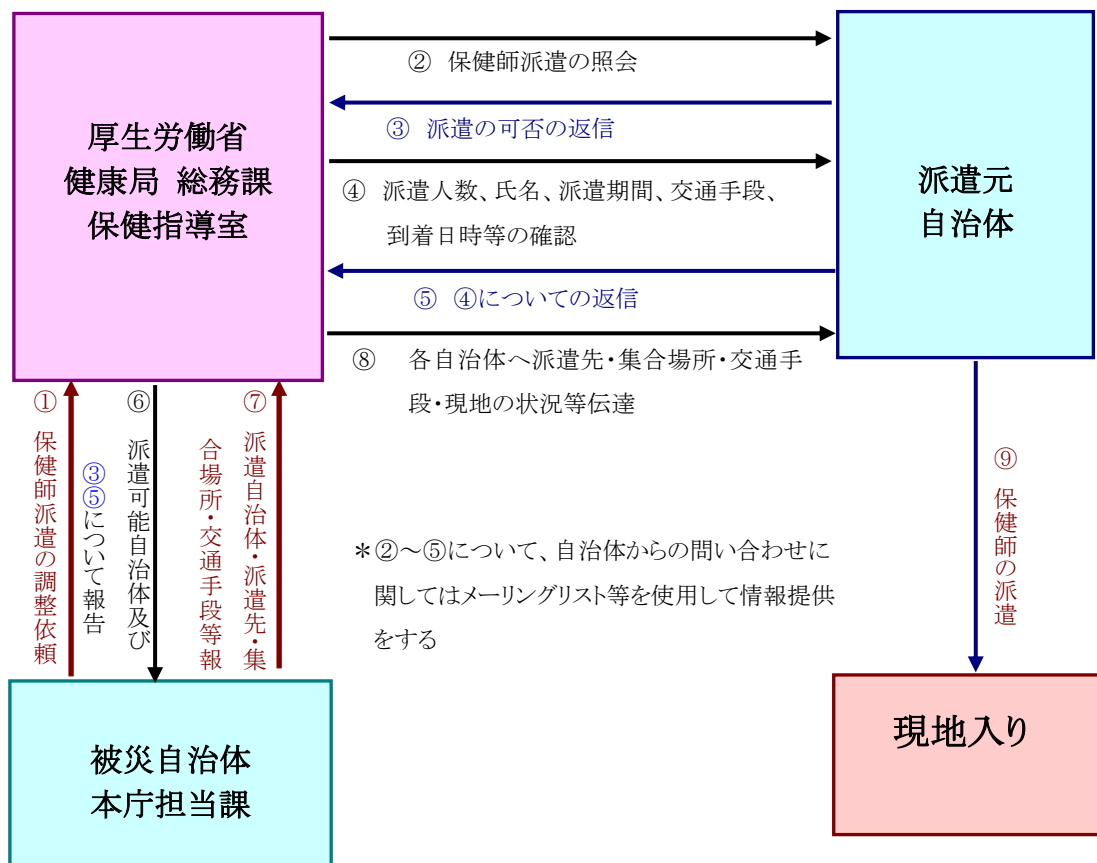 厚生労働省
健康局 総務課
保健指導室
② 保健師派遣の照会
③ 派遣の可否の返信
④ 派遣人数、氏名、派遣期間、交通手段、
到着日時等の確認
⑤ ④についての返信
⑧ 各自治体へ派遣先・集合場所・交通手
段・現地の状況等伝達
派遣元
自治体
① 保健師派遣の調整依頼
⑥ 派遣可能自治体及び
③⑤について報告
⑦ 派遣自治体・派遣先・集
合場所・交通手段等報
＊②～⑤について、自治体からの問い合わせに
関してはメーリングリスト等を使用して情報提供
をする
⑨ 保健師の派遣
被災自治体
本庁担当課
現地入り